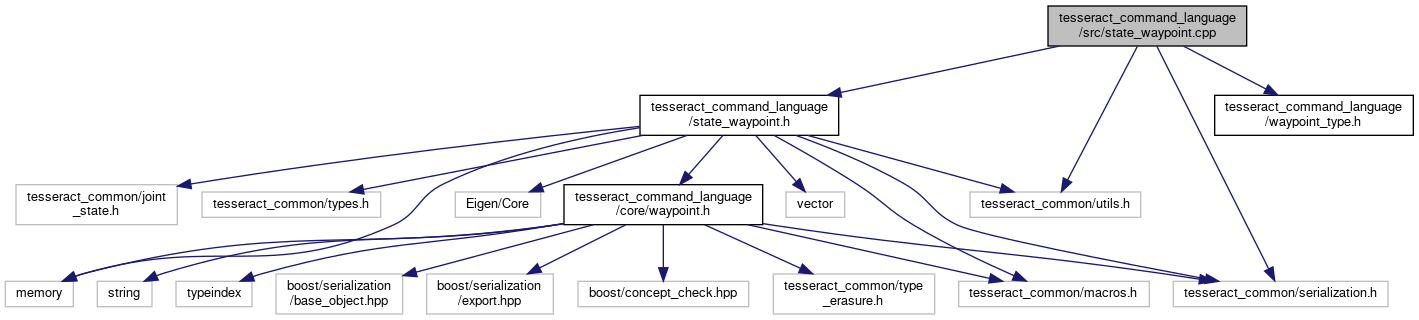 tesseract_command_language
/src/state_waypoint.cpp
tesseract_command_language
/state_waypoint.h
tesseract_command_language
/waypoint_type.h
tesseract_common/joint
_state.h
tesseract_common/types.h
Eigen/Core
tesseract_command_language
/core/waypoint.h
vector
tesseract_common/utils.h
memory
string
typeindex
boost/serialization
/base_object.hpp
boost/serialization
/export.hpp
boost/concept_check.hpp
tesseract_common/type
_erasure.h
tesseract_common/macros.h
tesseract_common/serialization.h